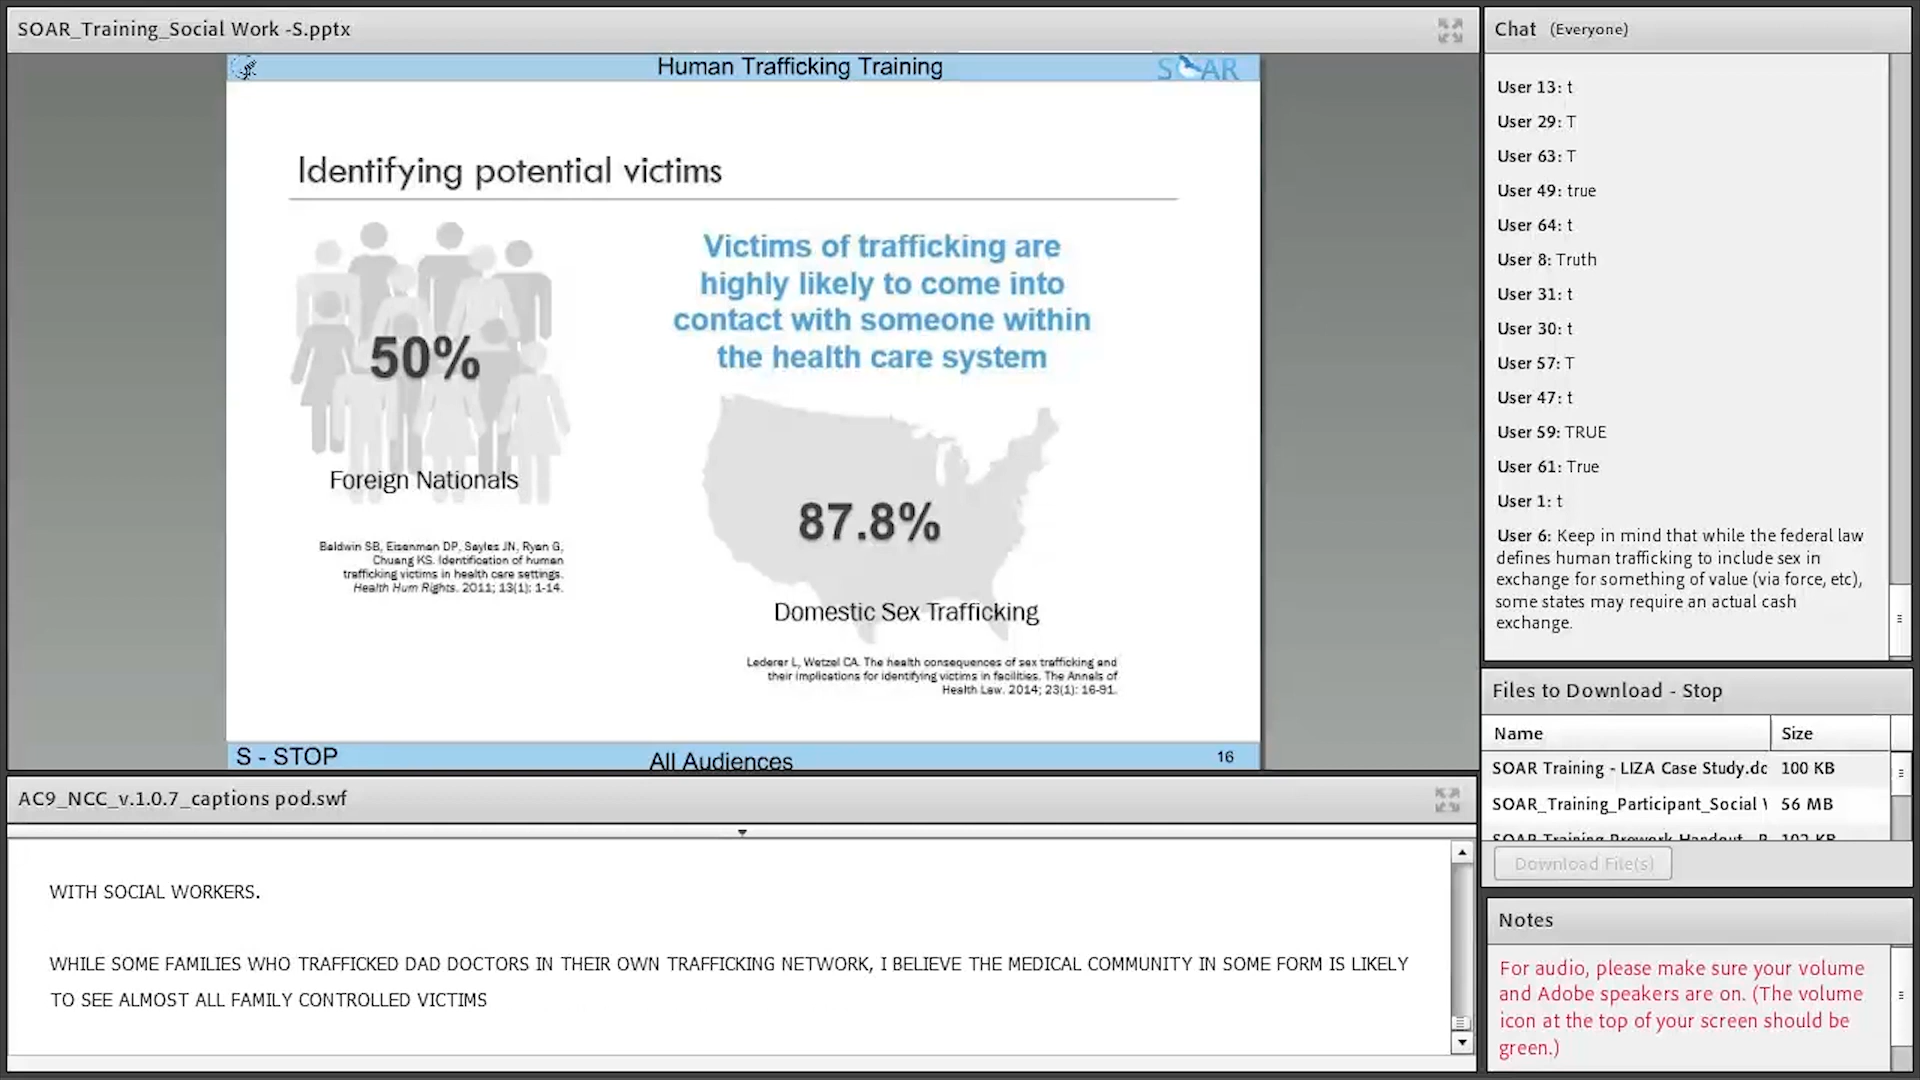 SOAR_Training_Social Work -S.pptx
Human Trafficking Training
SOAR
Identifying potential victims
50%
Foreign Nationals
Baldwin SB, Eisenman DP, Sayles JN, Ryan G,
Chuang KS. Identification of human
trafficking victims in health care settings.
Health Hum Rights. 2011; 13(1): 1-14.
Victims of trafficking are
highly likely to come into
contact with someone within
the health care system
87.8%
Domestic Sex Trafficking
Lederer L, Wetzel CA. The health consequences of sex trafficking and
their implications for identifying victims in facilities. The Annals of
Health Law. 2014; 23(1): 16-91.
S - STOP
All Audiences
16
AC9_NCC_v.1.0.7_captions pod.swf
WITH SOCIAL WORKERS.
WHILE SOME FAMILIES WHO TRAFFICKED DAD DOCTORS IN THEIR OWN TRAFFICKING NETWORK, I BELIEVE THE MEDICAL COMMUNITY IN SOME FORM IS LIKELY
TO SEE ALMOST ALL FAMILY CONTROLLED VICTIMS
Chat (Everyone)
User 13: t
User 29: T
User 63: T
User 49: true
User 64: t
User 8: Truth
User 31: t
User 30: t
User 57: T
User 47: t
User 59: TRUE
User 61: True
User 1: t
User 6: Keep in mind that while the federal law
defines human trafficking to include sex in
exchange for something of value (via force, etc),
some states may require an actual cash
exchange.
Files to Download - Stop
Name Size
SOAR Training - LIZA Case Study.dc 100 KB
SOAR_Training_Participant_Social 56 MB
SOAR Training Prework Handout 102 KB
Download File(s)
Notes
For audio, please make sure your volume
and Adobe speakers are on. (The volume
icon at the top of your screen should be
green.)